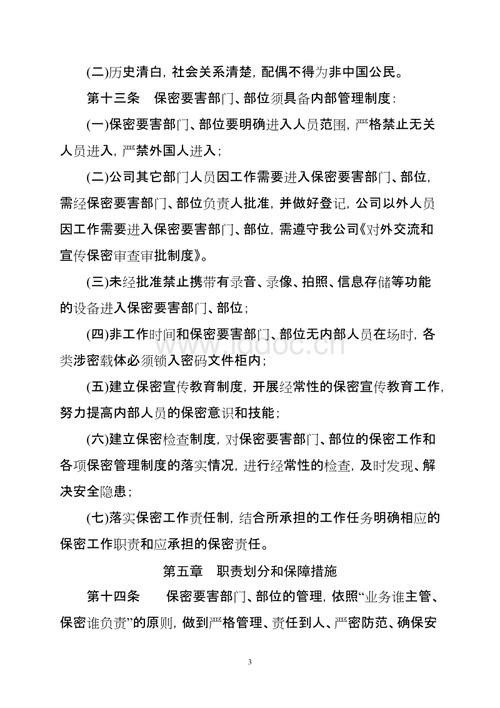 (二)历史清白，社会关系清楚，配偶不得为非中国公民。
第十三条　保密要害部门、部位须具备内部管理制度：
(一)保密要害部门、部位要明确进入人员范围，严格禁止无关
人员进入，严禁外国人进入；
(二)公司其它部门人员因工作需要进入保密要害部门、部位，
需经保密要害部门、部位负责人批准，并做好登记，公司以外人员
因工作需要进入保密要害部门、部位，需遵守我公司《对外交流和
宣传保密审查审批制度》。
(三)未经批准禁止携带有录音、录像、拍照、信息存储等功能
的设备进入保密要害部门、部位；
(四)非工作时间和保密要害部门、部位无内部人员在场时，各
类涉密载体必须锁入密码文件柜内；
(五)建立保密宣传教育制度，开展经常性的保密宣传教育工作，
努力提高内部人员的保密意识和技能；
(六)建立保密检查制度，对保密要害部门、部位的保密工作和
各项保密管理制度的落实情况，进行经常性的检查，及时发现、解
决安全隐患；
(七)落实保密工作责任制，结合所承担的工作任务明确相应的
保密工作职责和应承担的保密责任。
第五章　职责划分和保障措施
第十四条　　保密要害部门、部位的管理，依照“业务谁主管、
保密谁负责”的原则，做到严格管理、责任到人、严密防范、确保安
3